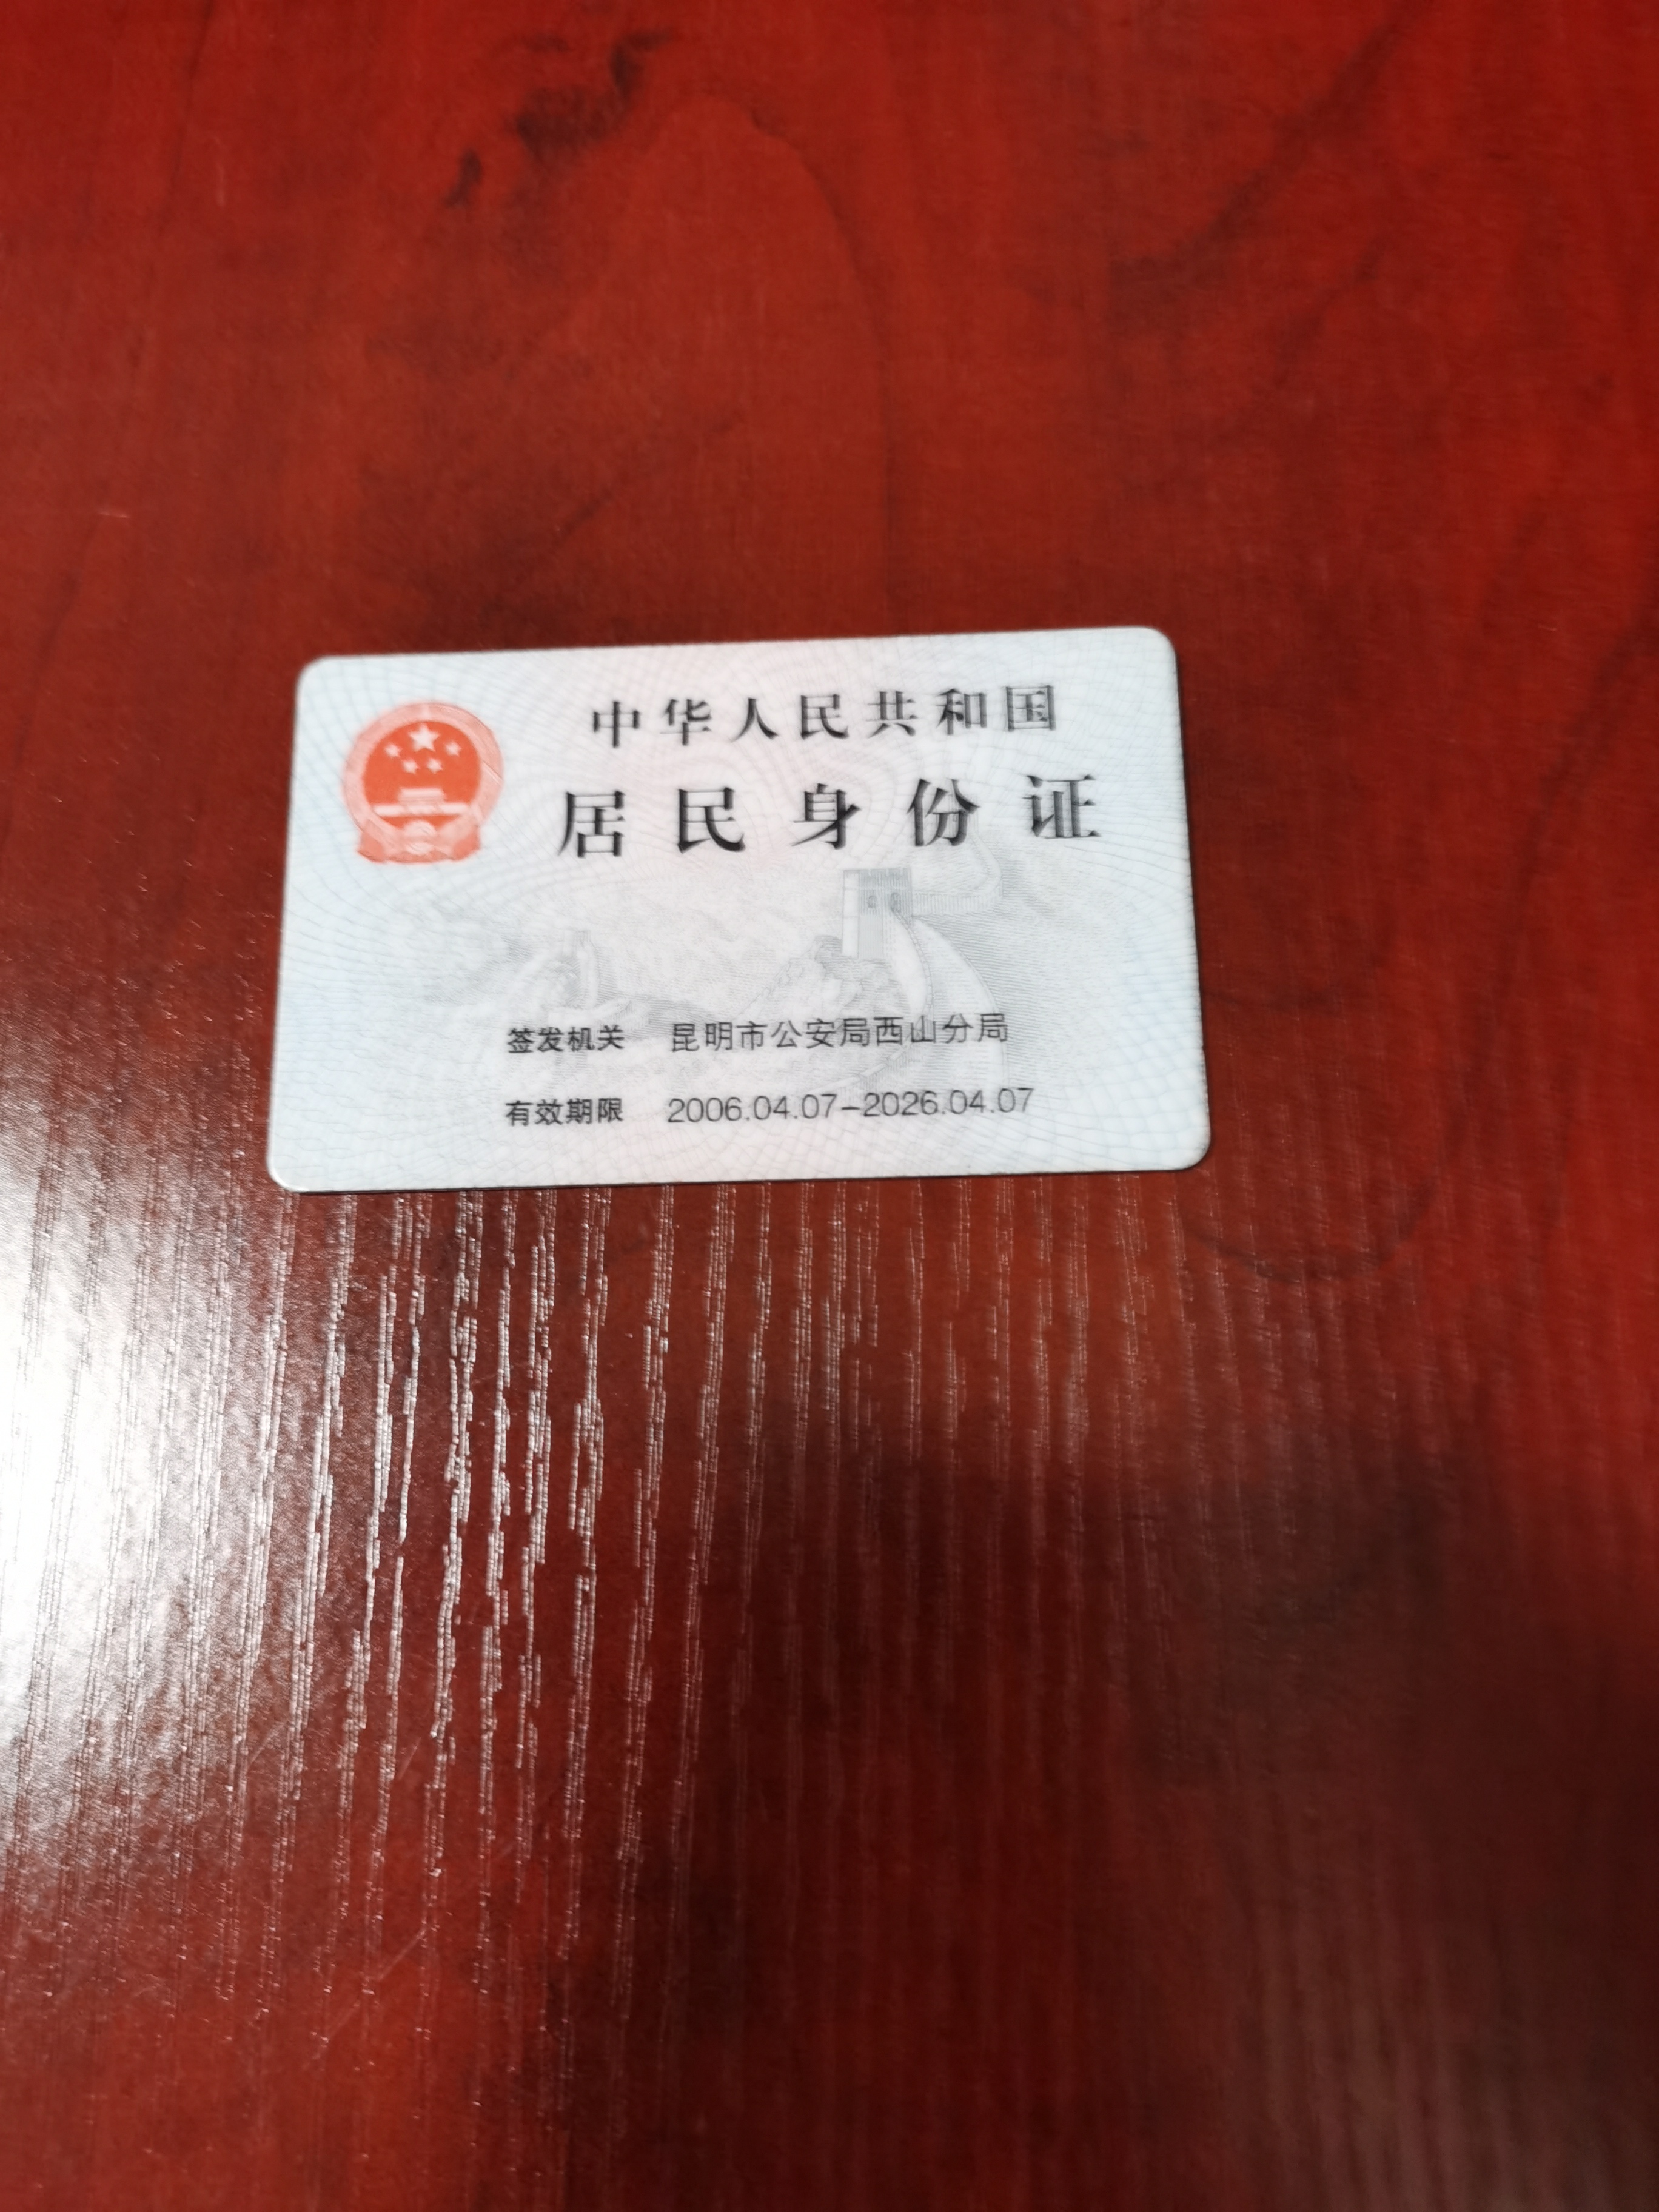 中华人民共和国
居民身份证
签发机关 昆明市公安局西山分局
有效期限 2006.04.07-2026.04.07